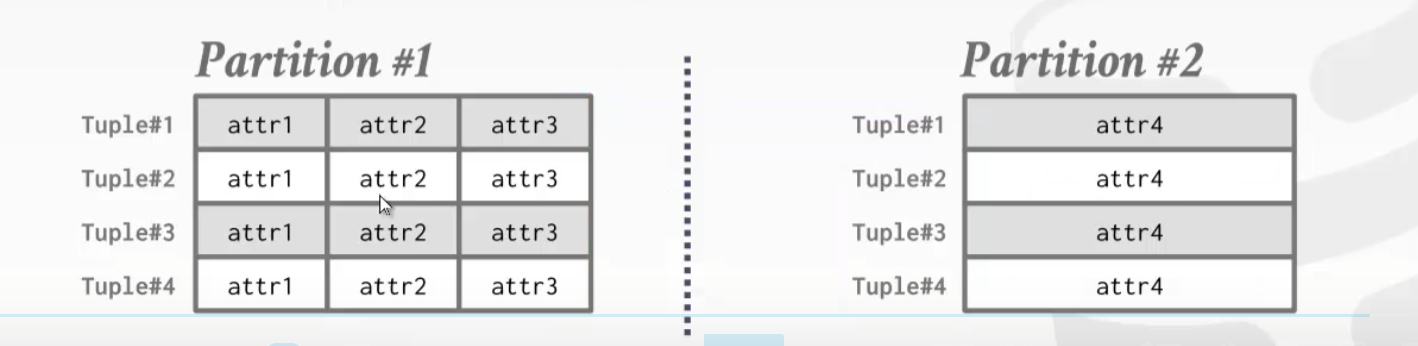 Partition #1
Tuple#1 attr1 attr2 attr3
Tuple#2 attr1 attr2 attr3
Tuple#3 attr1 attr2 attr3
Tuple#4 attr1 attr2 attr3
Partition #2
Tuple#1 attr4
Tuple#2 attr4
Tuple#3 attr4
Tuple#4 attr4